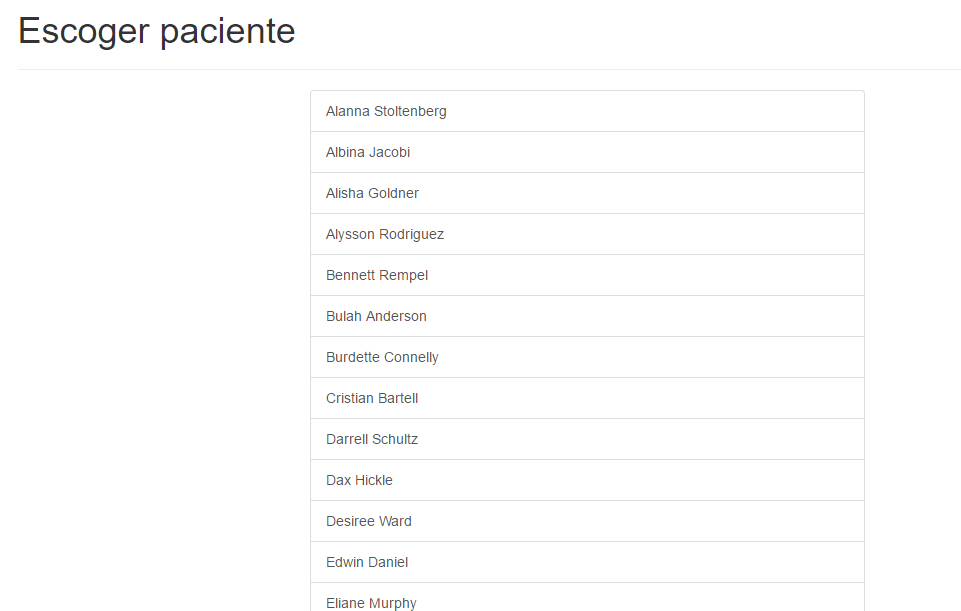 Escoger paciente
Alanna Stoltenberg
Albina Jacobi
Alisha Goldner
Alysson Rodriguez
Bennett Rempel
Bulah Anderson
Burdette Connelly
Cristian Bartell
Darrell Schultz
Dax Hickle
Desiree Ward
Edwin Daniel
Eliane Murphy